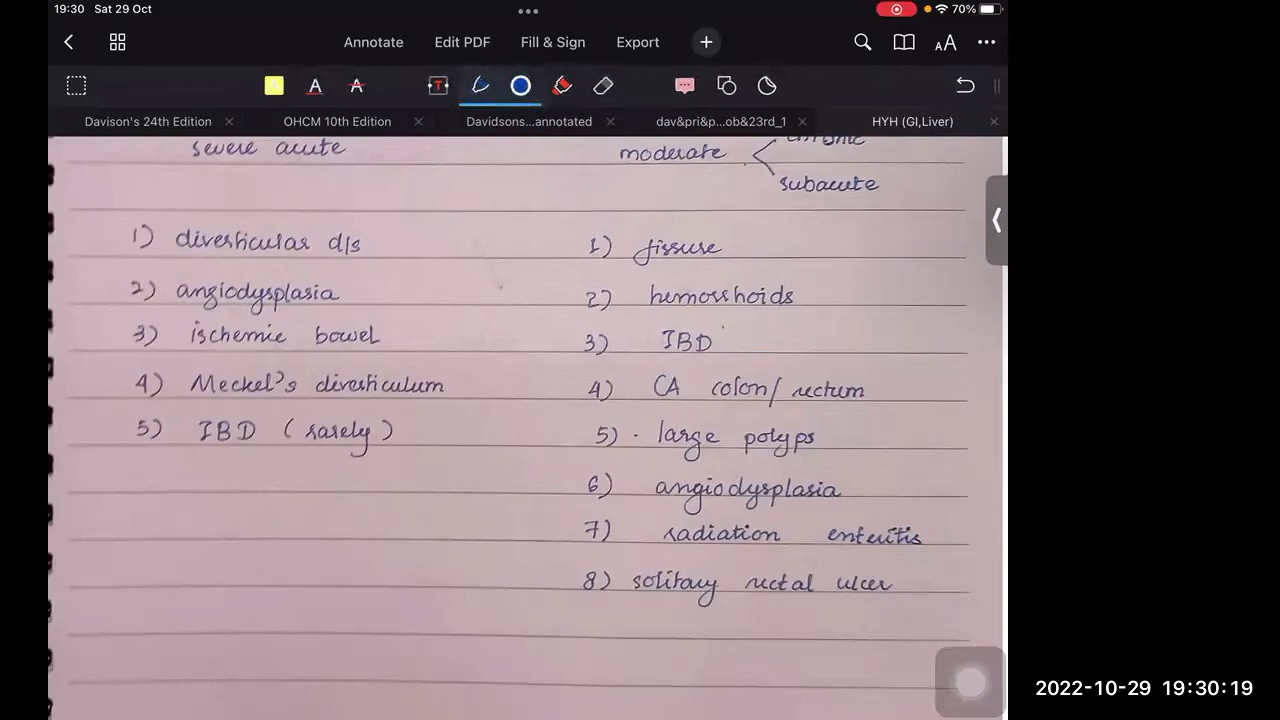 19:30 Sat 29 Oct
70%
Annotate Edit PDF Fill & Sign Export
Davison's 24th Edition
OHCM 10th Edition
Davidsons...annotated
dav&pri&p...ob&23rd_1
HYH (GI,Liver)
severe acute
moderate
chronic
subacute
1) diverticular d/s
2) angiodysplasia
3) ischemic bowel
4) Meckel's diverticulum
5) IBD (rarely)
1) fissure
2) hemorrhoids
3) IBD
4) CA colon/rectum
5) large polyps
6) angiodysplasia
7) radiation enteritis
8) solitary rectal ulcer
2022-10-29 19:30:19